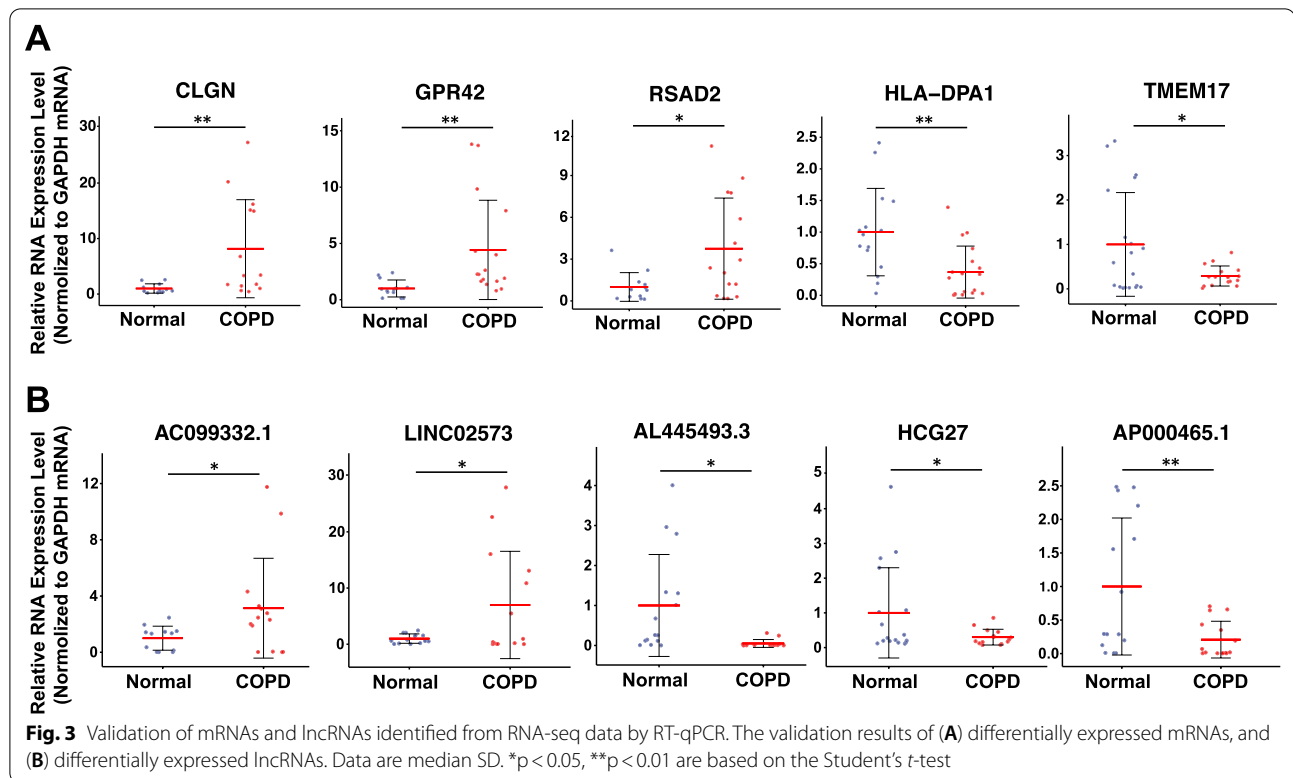 A
CLGN GPR42 RSAD2 HLA–DPA1 TMEM17
Relative RNA Expression Level
(Normolized to GAPDH mRNA)
** ** * ** *
30
20
10
0
Normal COPD
15
10
5
0
Normal COPD
12
9
6
3
0
Normal COPD
2.5
2.0
1.5
1.0
0.5
0.0
Normal COPD
3
2
1
0
Normal COPD
B
AC099332.1 LINC02573 AL445493.3 HCG27 AP000465.1
Relative RNA Expression Level
(Normolized to GAPDH mRNA)
* * * * **
12
8
4
0
Normal COPD
30
20
10
0
Normal COPD
4
3
2
1
0
Normal COPD
5
4
3
2
1
0
Normal COPD
2.5
2.0
1.5
1.0
0.5
0.0
Normal COPD
Fig. 3 Validation of mRNAs and lncRNAs identified from RNA-seq data by RT-qPCR. The validation results of (A) differentially expressed mRNAs, and
(B) differentially expressed lncRNAs. Data are median SD. *p < 0.05, **p < 0.01 are based on the Student's t-test